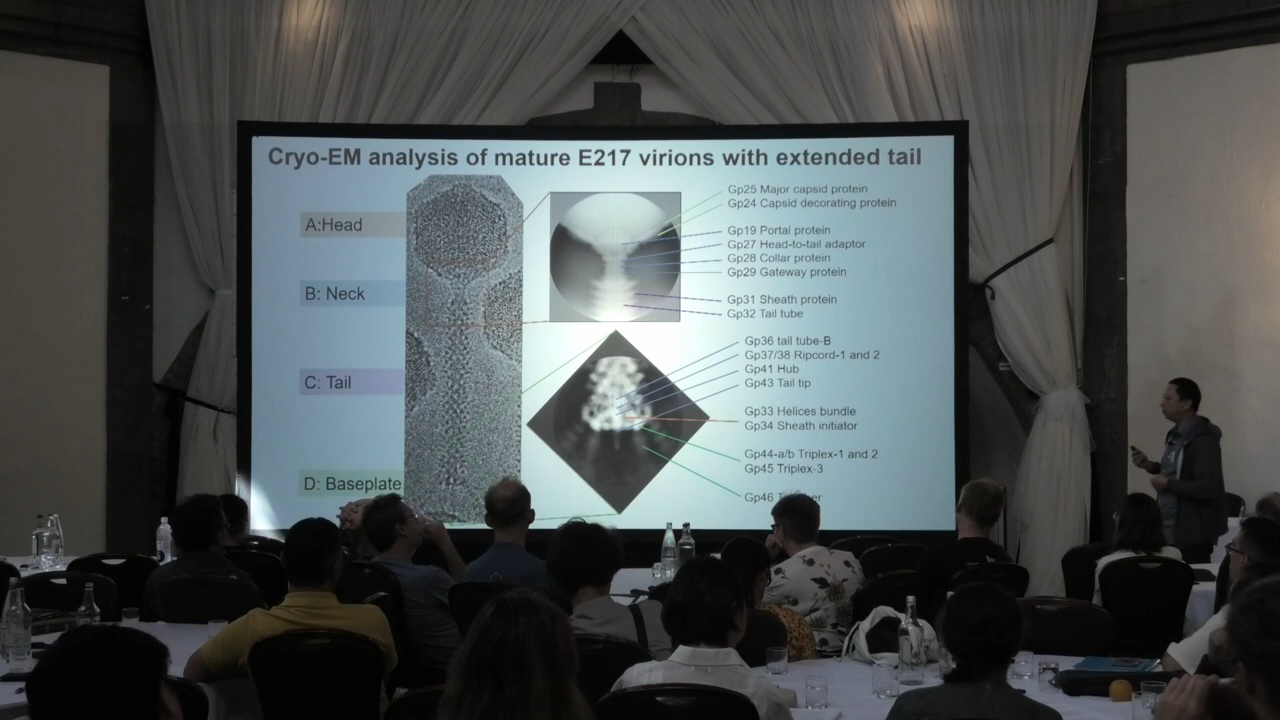 Cryo-EM analysis of mature E217 virions with extended tail
A:Head
B: Neck
C: Tail
D: Baseplate
Gp25 Major capsid protein
Gp24 Capsid decorating protein
Gp19 Portal protein
Gp27 Head-to-tail adaptor
Gp28 Collar protein
Gp29 Gateway protein
Gp31 Sheath protein
Gp32 Tail tube
Gp36 tail tube-B
Gp37/38 Ripcord-1 and 2
Gp41 Hub
Gp43 Tail tip
Gp33 Helices bundle
Gp34 Sheath initiator
Gp44-a/b Triplex-1 and 2
Gp45 Triplex-3
Gp46